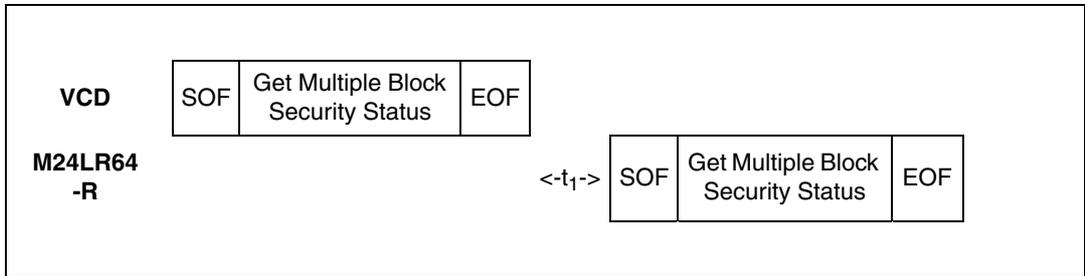 VCD
SOF
Get Multiple Block
Security Status
EOF
M24LR64
-R
<-t₁->
SOF
Get Multiple Block
Security Status
EOF